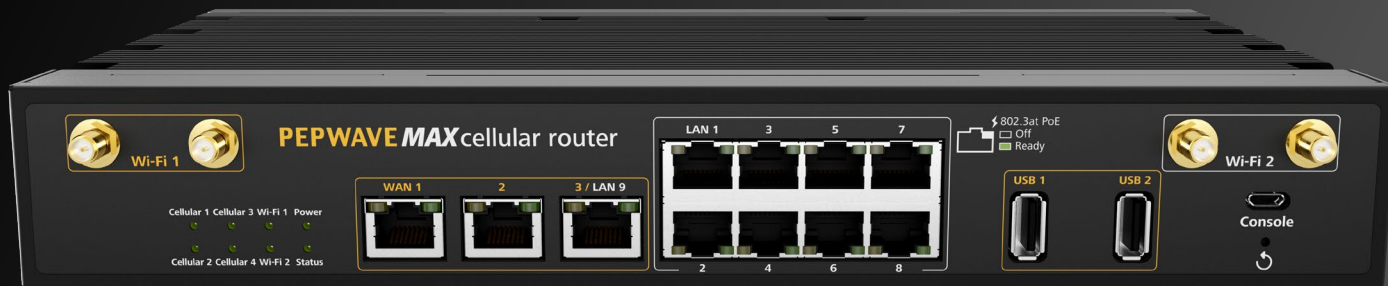 Wi-Fi 1
PEPWAVE MAX cellular router
Cellular 1 Cellular 3 Wi-Fi 1 Power
Cellular 2 Cellular 4 Wi-Fi 2 Status
WAN 1 2 3 / LAN 9
LAN 1 3 5 7
2 4 6 8
802.3at PoE
Off
Ready
USB 1 USB 2
Wi-Fi 2
Console